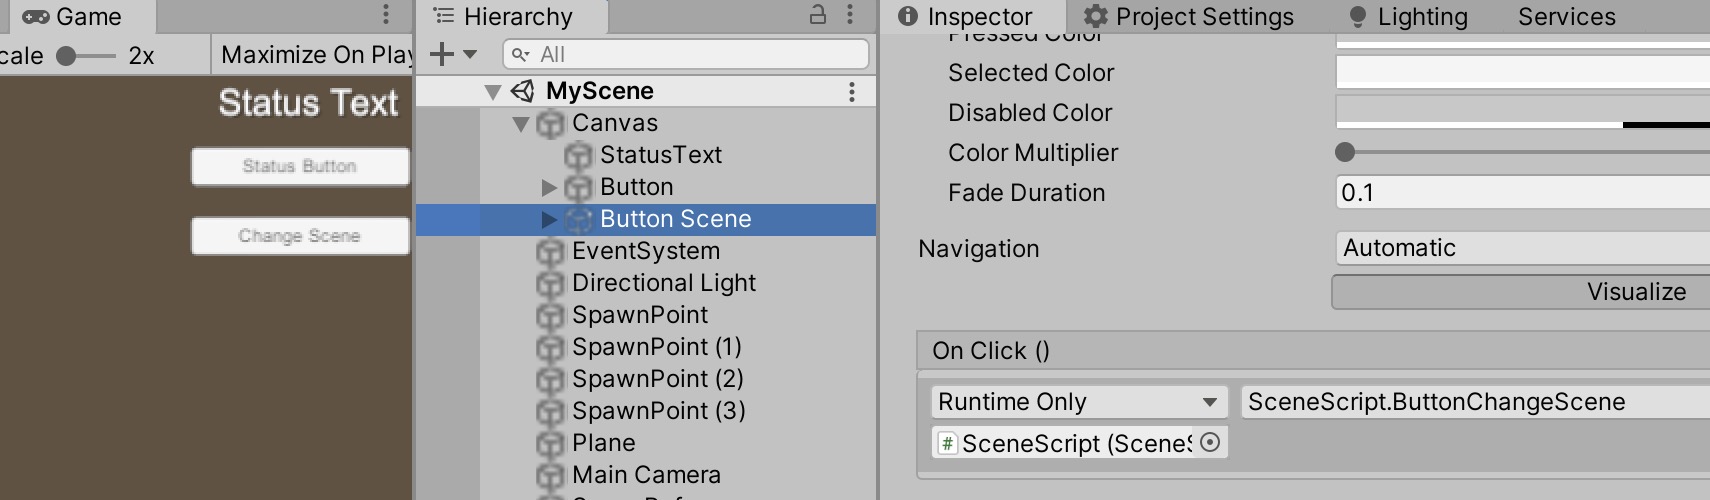 Game
cale 2x Maximize On Play
Status Text
Status Button
Change Scene
Hierarchy
All
MyScene
Canvas
StatusText
Button
Button Scene
EventSystem
Directional Light
SpawnPoint
SpawnPoint (1)
SpawnPoint (2)
SpawnPoint (3)
Plane
Main Camera
Inspector Project Settings Lighting Services
Pressed Color
Selected Color
Disabled Color
Color Multiplier
Fade Duration 0.1
Navigation Automatic
Visualize
On Click ()
Runtime Only SceneScript.ButtonChangeScene
# SceneScript (SceneS